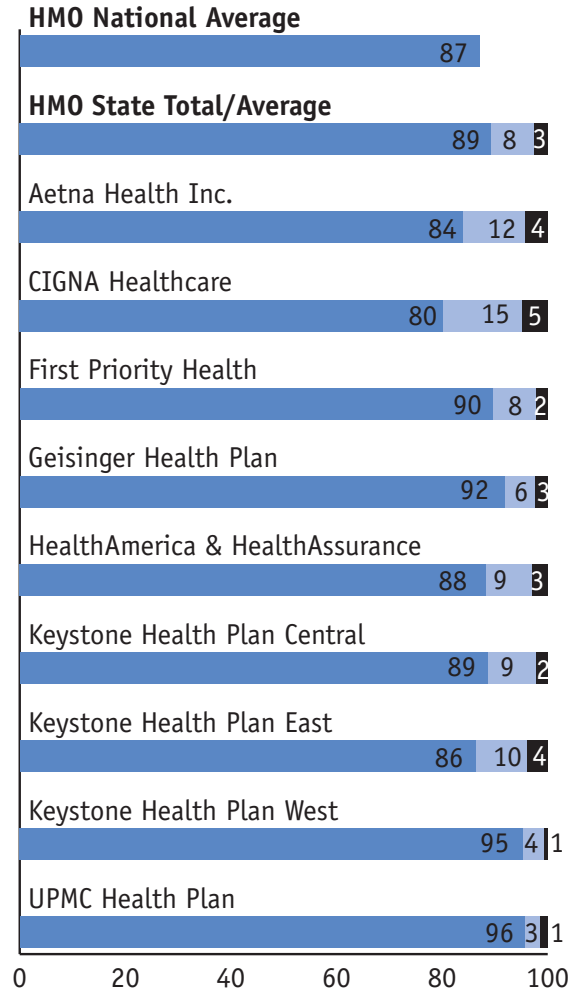 HMO National Average
87
HMO State Total/Average
89 8 3
Aetna Health Inc.
84 12 4
CIGNA Healthcare
80 15 5
First Priority Health
90 8 2
Geisinger Health Plan
92 6 3
HealthAmerica & HealthAssurance
88 9 3
Keystone Health Plan Central
89 9 2
Keystone Health Plan East
86 10 4
Keystone Health Plan West
95 4 1
UPMC Health Plan
96 3 1
0 20 40 60 80 100